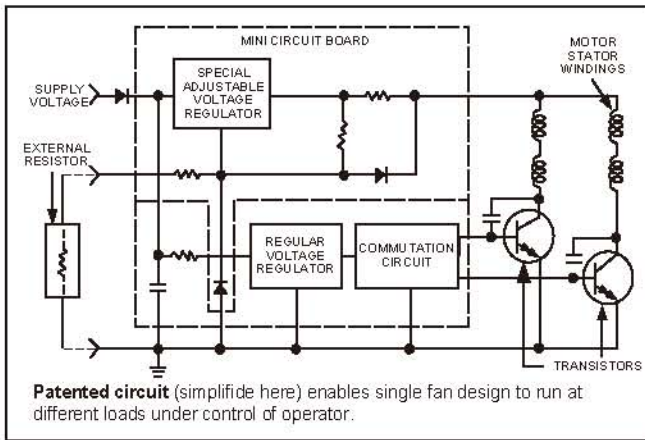 MINI CIRCUIT BOARD
MOTOR
STATOR
WINDINGS
SUPPLY
VOLTAGE
SPECIAL
ADJUSTABLE
VOLTAGE
REGULATOR
EXTERNAL
RESISTOR
REGULAR
VOLTAGE
REGULATOR
COMMUTATION
CIRCUIT
TRANSISTORS
Patented circuit (simplifide here) enables single fan design to run at
different loads under control of operator.